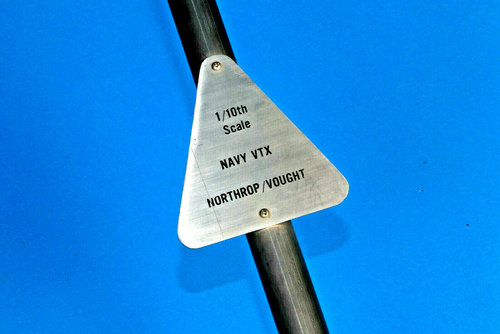 1/10th
Scale
NAVY VTX
NORTHROP/VOUGHT